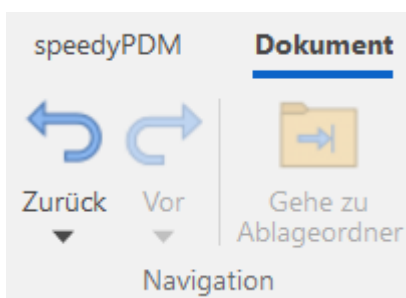 speedyPDM Dokument
Zurück Vor Gehe zu
Ablageordner
Navigation